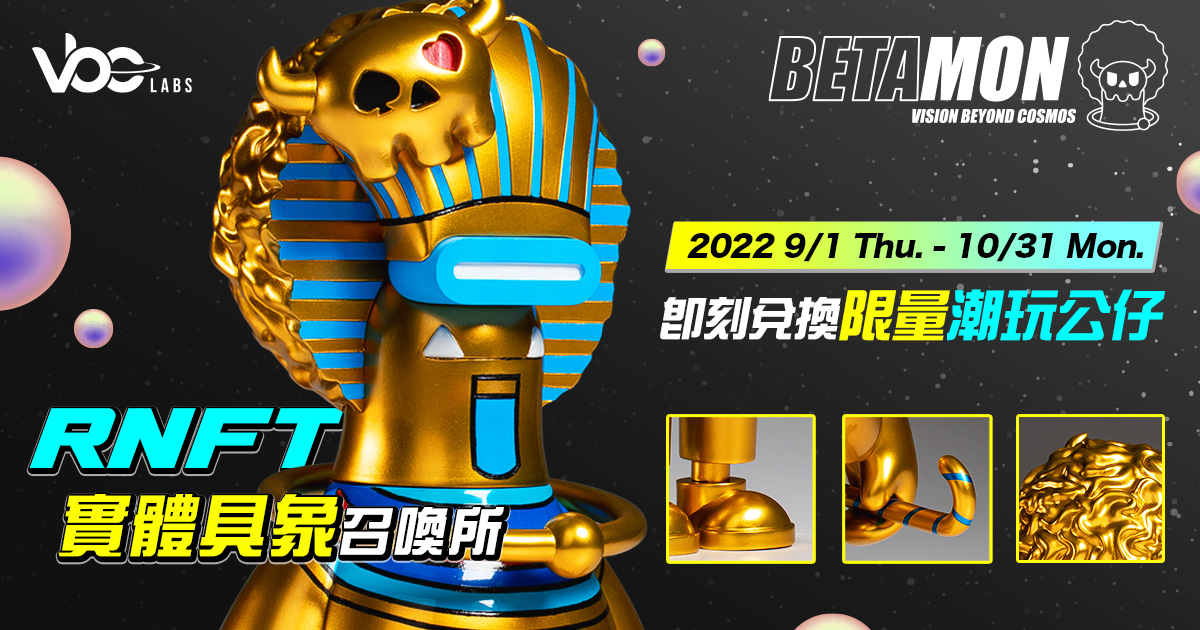 VBC LABS
BETAMON
VISION BEYOND COSMOS
2022 9/1 Thu. - 10/31 Mon.
即刻兌換限量潮玩公仔
RNFT
實體具象召喚所